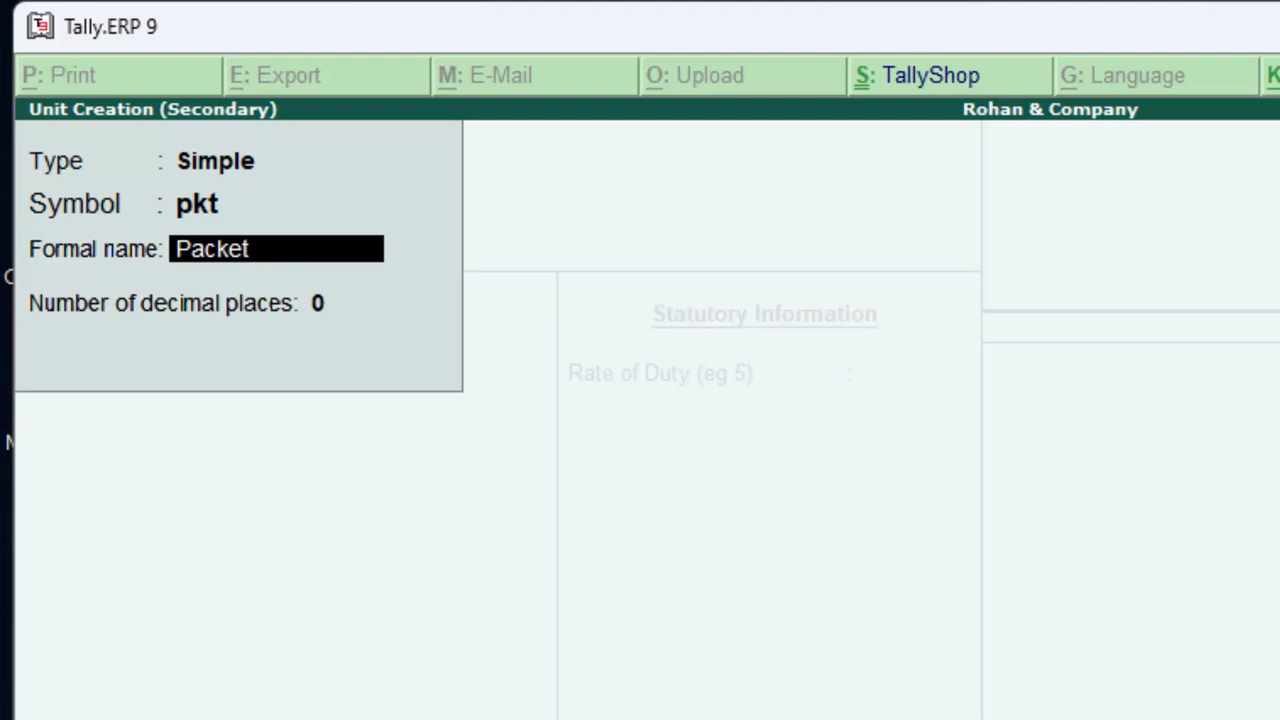 Tally.ERP 9
P: Print E: Export M: E-Mail O: Upload S: TallyShop G: Language K
Unit Creation (Secondary) Rohan & Company
Type : Simple
Symbol : pkt
Formal name: Packet
Number of decimal places: 0
Statutory Information
Rate of Duty (eg 5) :